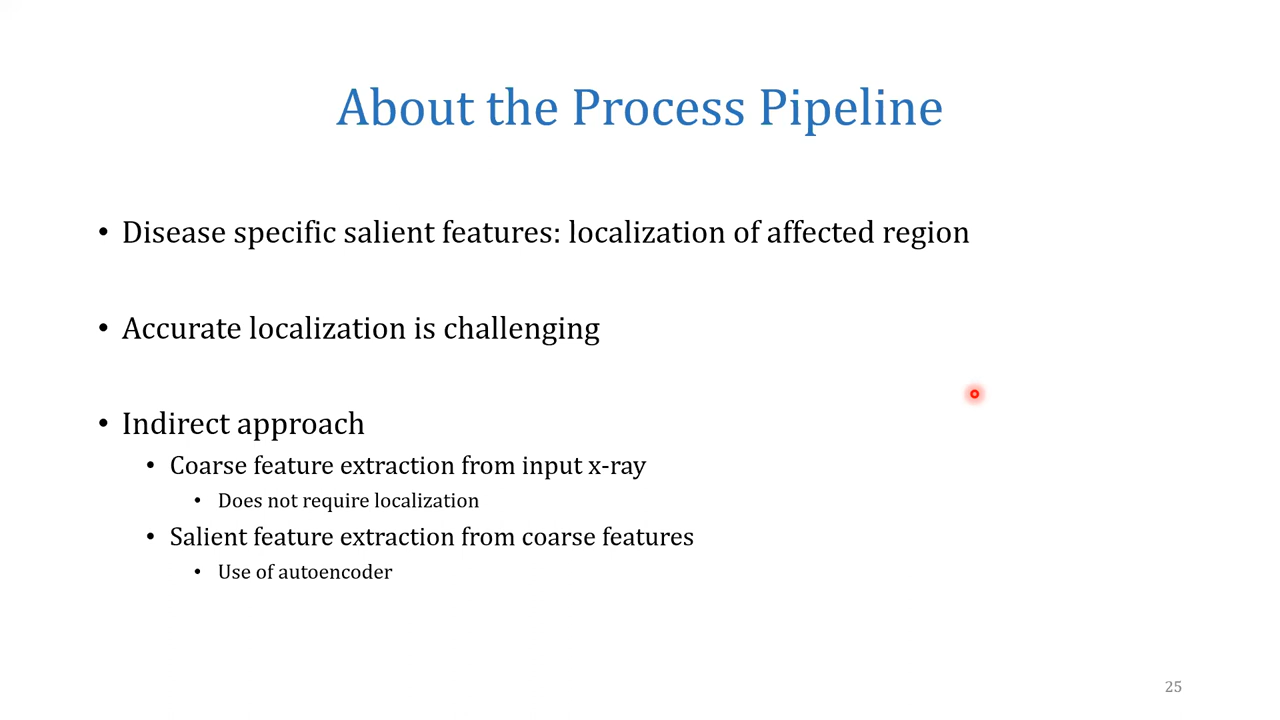 About the Process Pipeline
• Disease specific salient features: localization of affected region
• Accurate localization is challenging
• Indirect approach
• Coarse feature extraction from input x-ray
• Does not require localization
• Salient feature extraction from coarse features
• Use of autoencoder
25